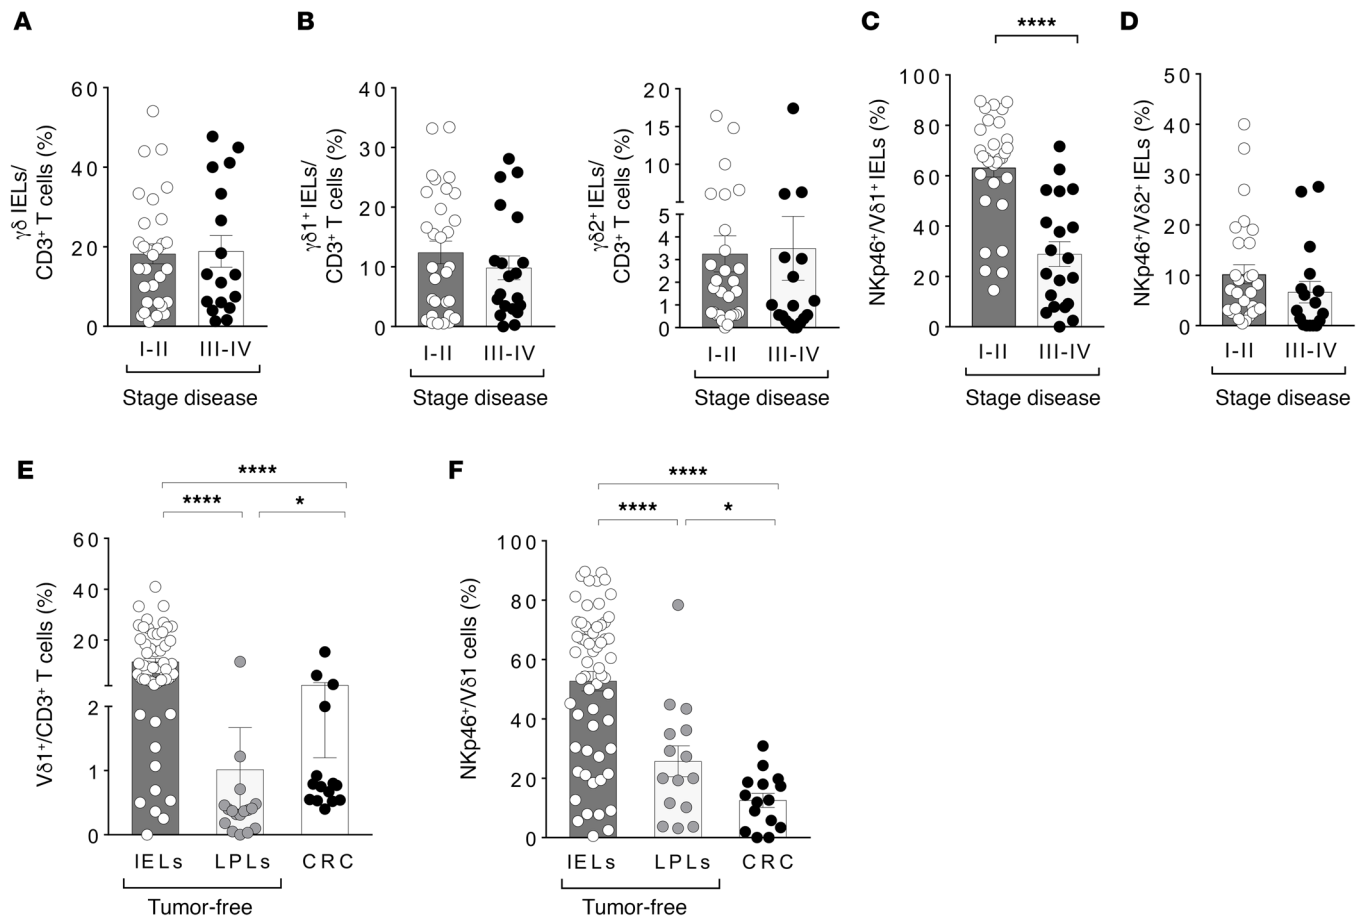 A
γδ IELs/
CD3⁺ T cells (%)
60
40
20
0
I-II
III-IV
Stage disease
B
γδ1⁺ IELs/
CD3⁺ T cells (%)
40
30
20
10
0
I-II
III-IV
Stage disease
γδ2⁺ IELs/
CD3⁺ T cells (%)
20
15
10
5
4
3
2
1
0
I-II
III-IV
Stage disease
C
****
NKp46⁺/Vδ1⁺ IELs (%)
100
80
60
40
20
0
I-II
III-IV
Stage disease
D
NKp46⁺/Vδ2⁺ IELs (%)
50
40
30
20
10
0
I-II
III-IV
Stage disease
E
****
****
*
Vδ1⁺/CD3⁺ T cells (%)
60
40
20
2
1
0
IELs
LPLs
CRC
Tumor-free
F
****
****
*
NKp46⁺/Vδ1 cells (%)
100
80
60
40
20
0
IELs
LPLs
CRC
Tumor-free